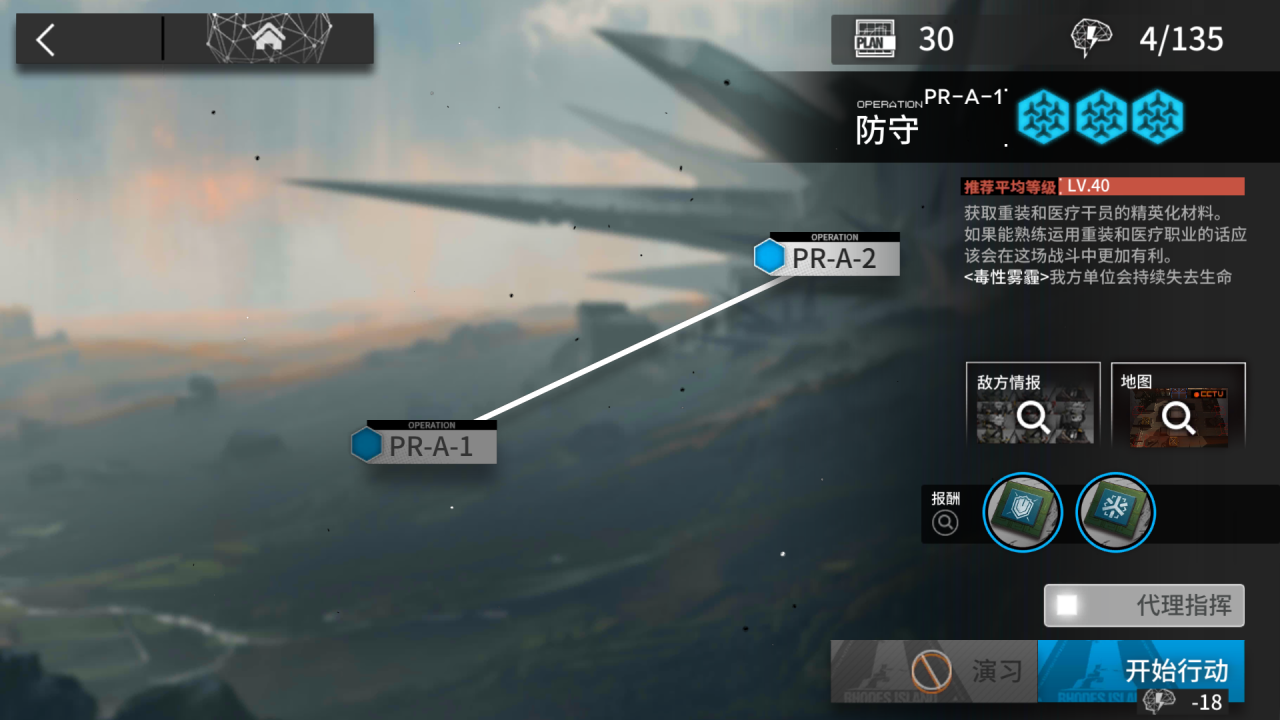 PLAN
30
4/135
OPERATION
PR-A-1
防守
推荐平均等级
LV.40
获取重装和医疗干员的精英化材料。
如果能熟练运用重装和医疗职业的话应
该会在这场战斗中更加有利。
<毒性雾霾>我方单位会持续失去生命
OPERATION
PR-A-2
OPERATION
PR-A-1
敌方情报
地图
CCTV
报酬
代理指挥
演习
RHODES ISLAND
开始行动
-18